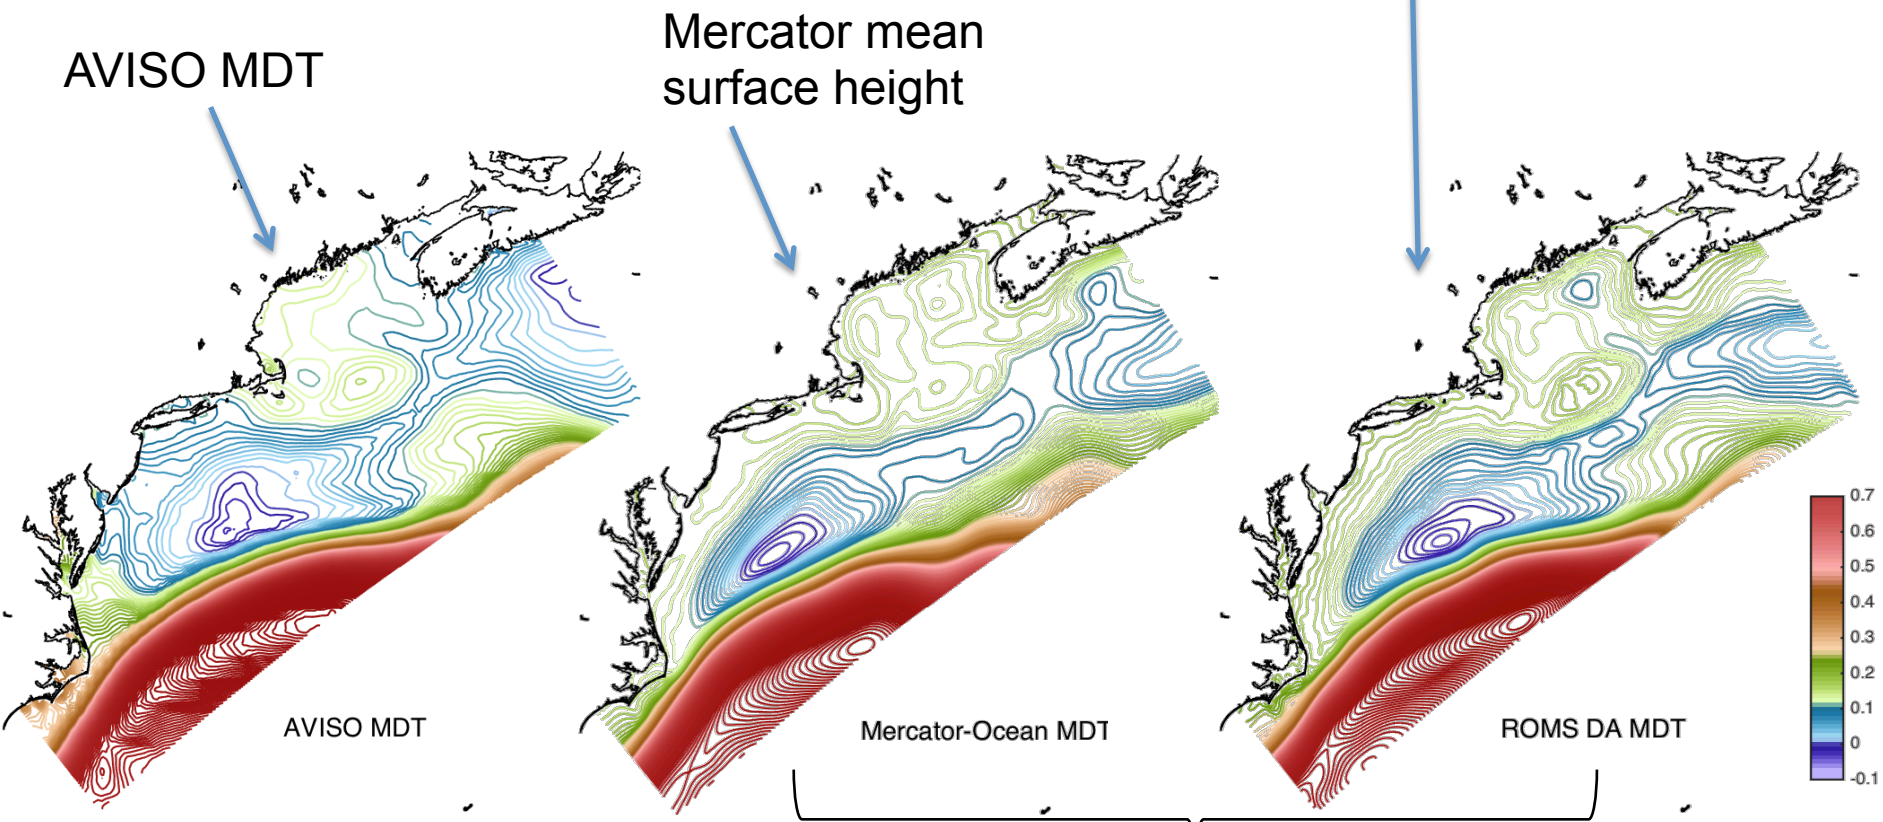 Mercator mean
surface height
AVISO MDT
AVISO MDT
Mercator-Ocean MDT
ROMS DA MDT
0.7
0.6
0.5
0.4
0.3
0.2
0.1
0
-0.1